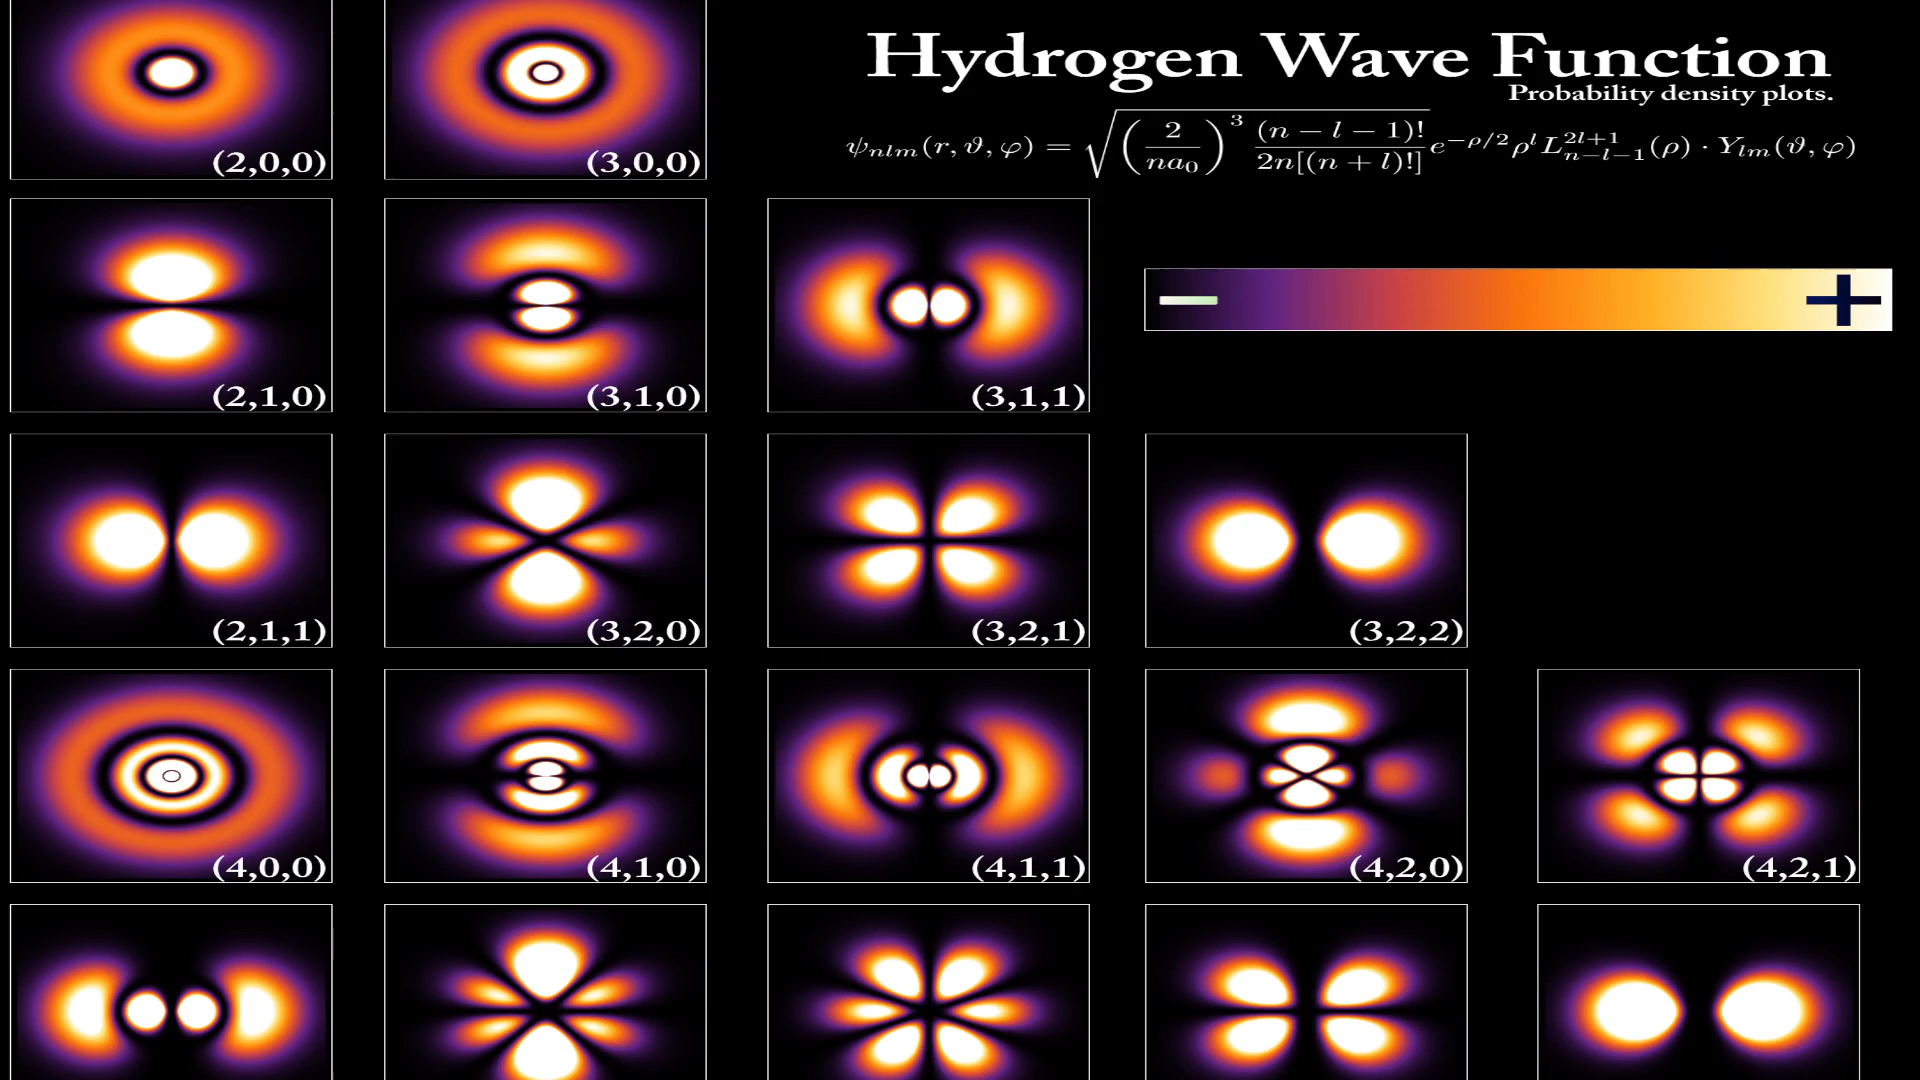 Hydrogen Wave Function
Probability density plots.
ψnlm(r, ϑ, φ) = √((2/na₀)³ (n − l − 1)!/2n[(n + l)!]) e^{−ρ/2} ρ^l L^{2l+1}_{n−l−1}(ρ) · Ylm(ϑ, φ)
(2,0,0) (3,0,0)
− +
(2,1,0) (3,1,0) (3,1,1)
(2,1,1) (3,2,0) (3,2,1) (3,2,2)
(4,0,0) (4,1,0) (4,1,1) (4,2,0) (4,2,1)